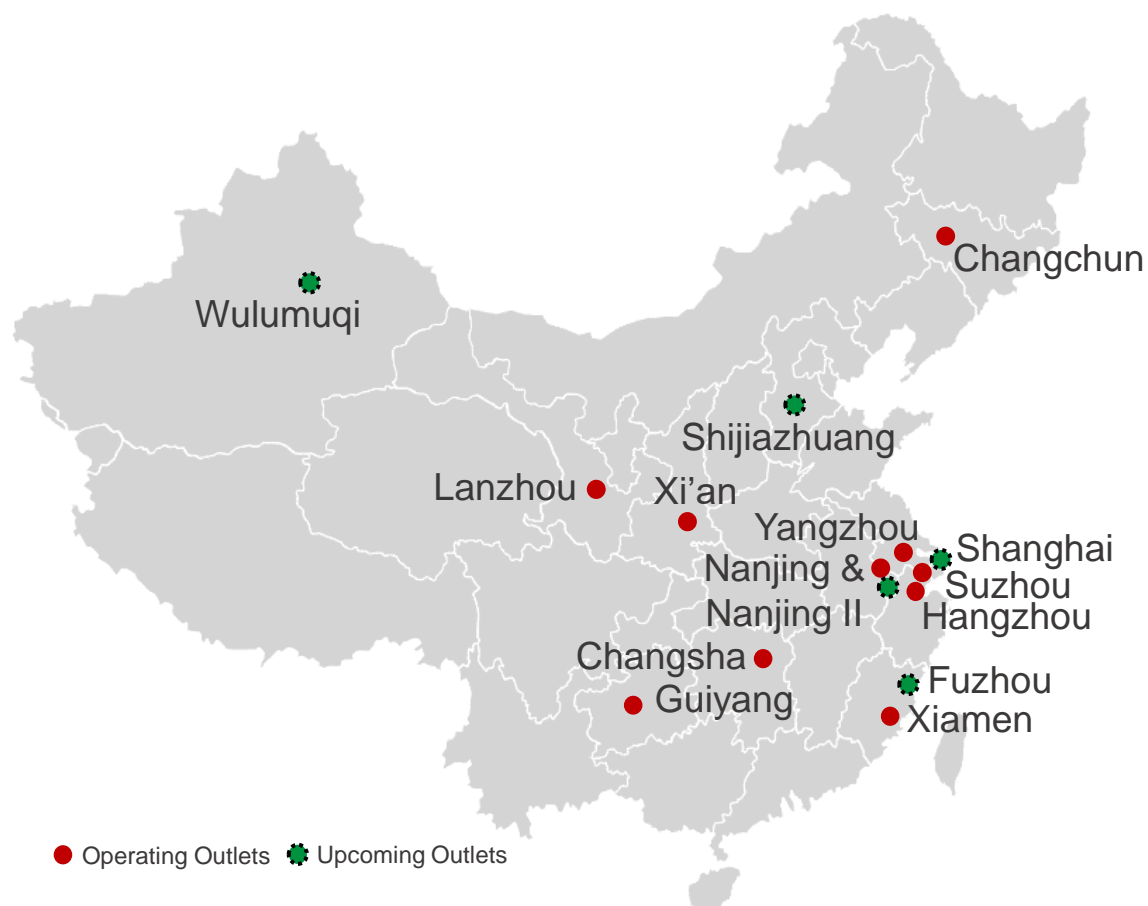 Changchun
Wulumuqi
Shijiazhuang
Lanzhou
Xi’an
Yangzhou
Shanghai
Nanjing &
Suzhou
Nanjing II
Hangzhou
Changsha
Guiyang
Fuzhou
Xiamen
Operating Outlets
Upcoming Outlets